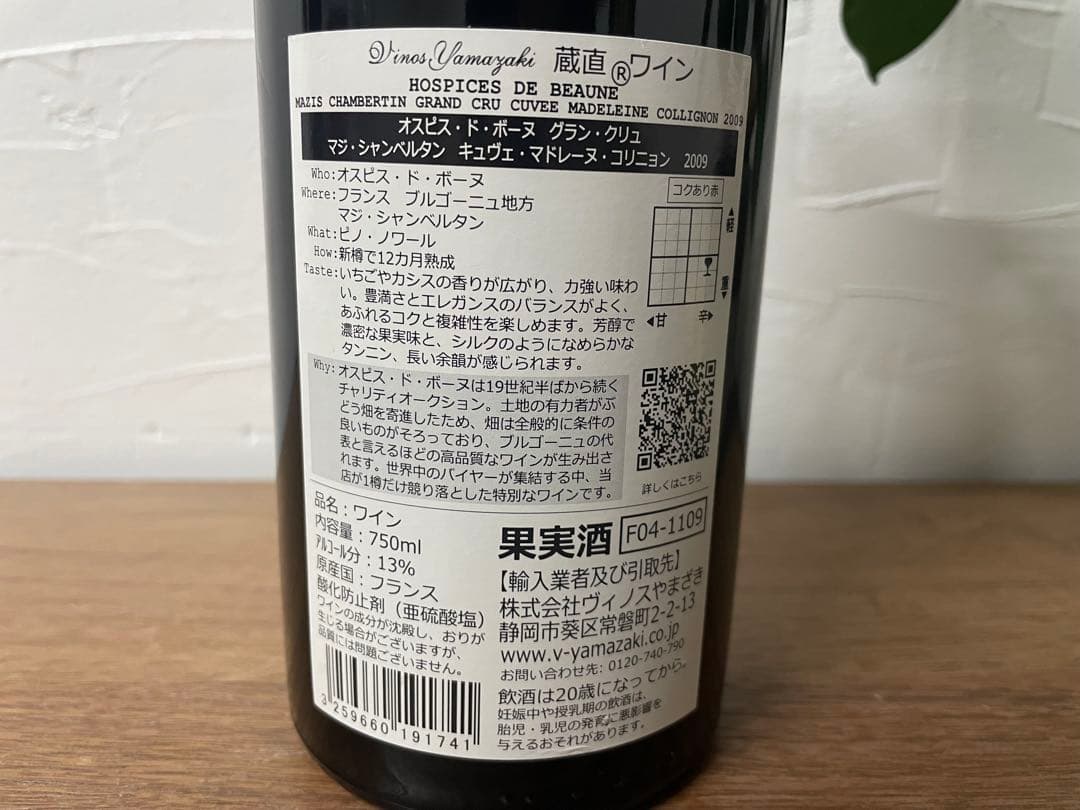 Vinos Yamazaki 蔵直®ワイン
HOSPICES DE BEAUNE
MAZIS CHAMBERTIN GRAND CRU CUVEE MADELEINE COLLIGNON 2009
オスピス・ド・ボーヌ グラン・クリュ
マジ・シャンベルタン キュヴェ・マドレーヌ・コリニョン 2009
Who:オスピス・ド・ボーヌ
Where:フランス ブルゴーニュ地方
マジ・シャンベルタン
What:ピノ・ノワール
How:新樽で12カ月熟成
Taste:いちごやカシスの香りが広がり、力強い味わ
い。豊満さとエレガンスのバランスがよく、
あふれるコクと複雑性を楽しめます。芳醇で
濃密な果実味と、シルクのようになめらかな
タンニン、長い余韻が感じられます。
コクあり赤
▲軽
重▼
◀甘 辛▶
Why:オスピス・ド・ボーヌは19世紀半ばから続く
チャリティオークション。土地の有力者がぶ
どう畑を寄進したため、畑は全般的に条件の
良いものがそろっており、ブルゴーニュの代
表と言えるほどの高品質なワインが生み出さ
れます。世界中のバイヤーが集結する中、当
店が1樽だけ競り落とした特別なワインです。
詳しくはこちら
品名：ワイン
内容量：750ml
ｱﾙｺｰﾙ分：13%
原産国：フランス
酸化防止剤（亜硫酸塩）
ワインの成分が沈殿し、おりが
生じる場合がございますが、
品質には問題ございません。
3 259660 191741
果実酒 F04-1109
【輸入業者及び引取先】
株式会社ヴィノスやまざき
静岡市葵区常磐町2-2-13
www.v-yamazaki.co.jp
お問い合わせ先: 0120-740-790
飲酒は20歳になってから。
妊娠中や授乳期の飲酒は、
胎児・乳児の発育に悪影響を
与えるおそれがあります。